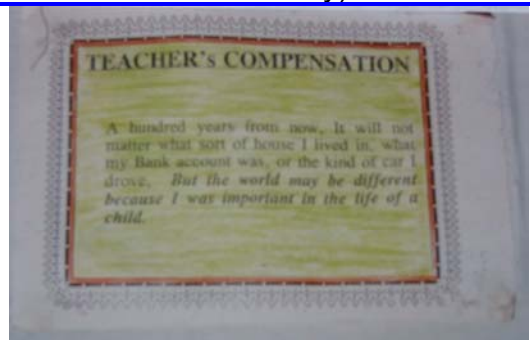 TEACHER's COMPENSATION
A hundred years from now, It will not
matter what sort of house I lived in, what
my Bank account was, or the kind of car I
drove, But the world may be different
because I was important in the life of a
child.